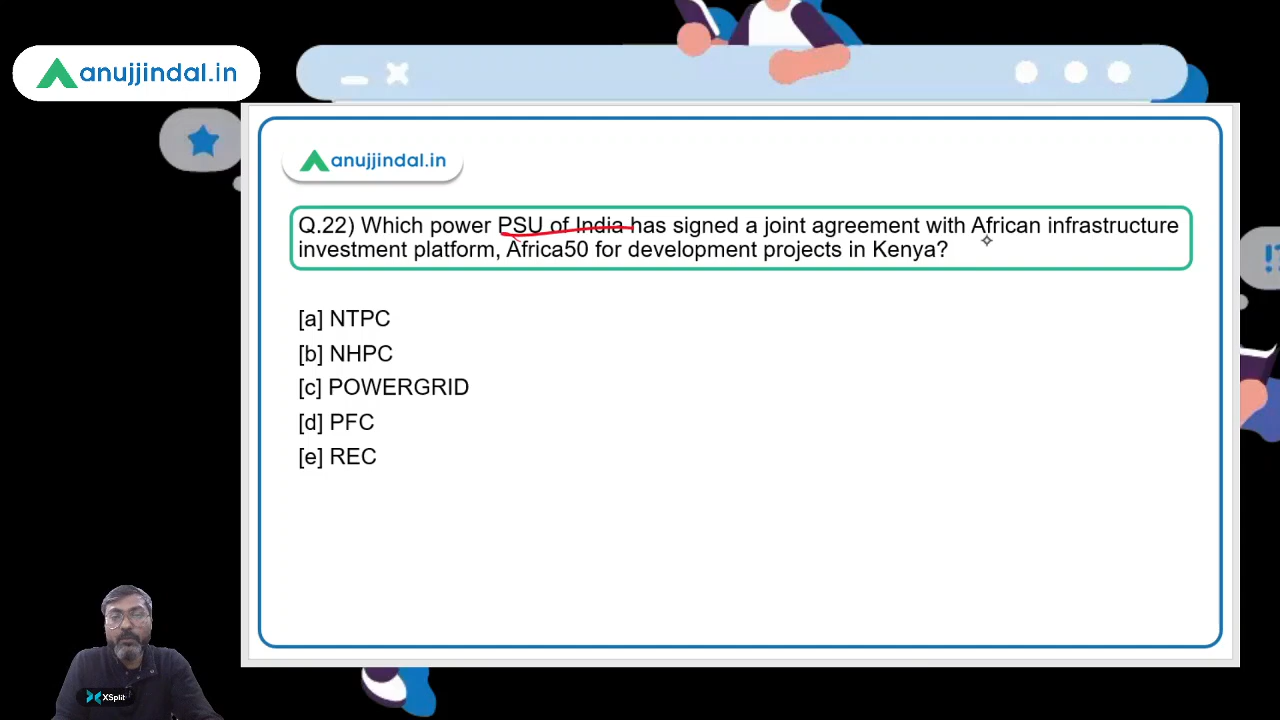 anujjindal.in
anujjindal.in
Q.22) Which power PSU of India has signed a joint agreement with African infrastructure
investment platform, Africa50 for development projects in Kenya?
[a] NTPC
[b] NHPC
[c] POWERGRID
[d] PFC
[e] REC
!?
XSplit